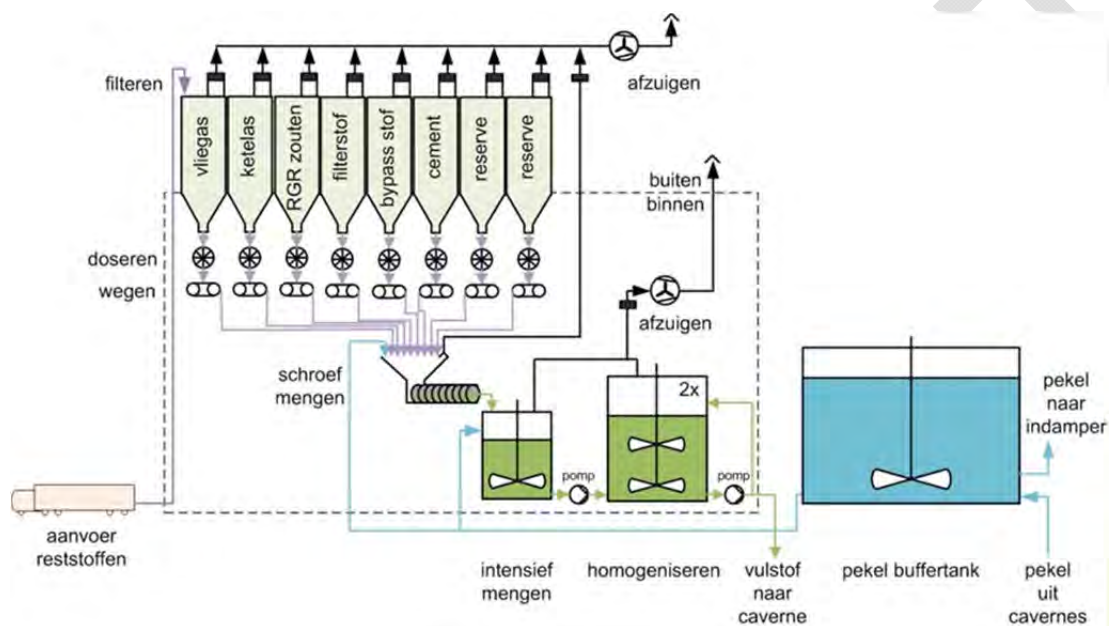 afzuigen
filteren
vliegas
ketelas
RGR zouten
filterstof
bypass stof
cement
reserve
reserve
buiten
binnen
doseren
wegen
afzuigen
schroef
mengen
2x
pekel
naar
indamper
pomp
pomp
aanvoer
reststoffen
intensief
mengen
homogeniseren
vulstof
naar
caverne
pekel buffertank
pekel
uit
cavernes